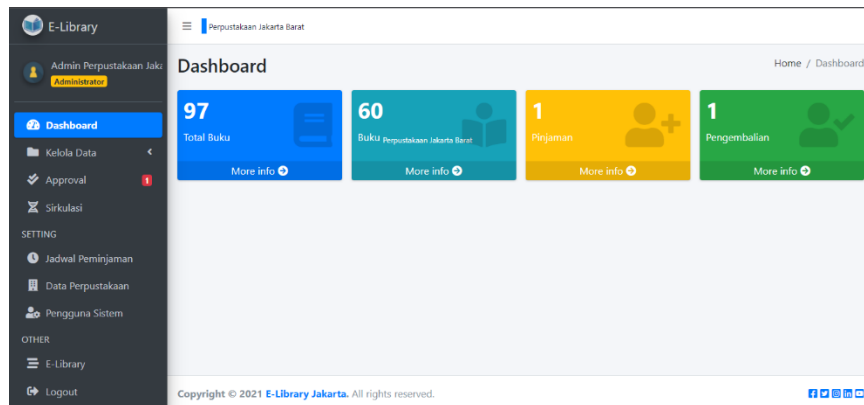 E-Library
Perpustakaan Jakarta Barat
Admin Perpustakaan Jaka
Administrator
Dashboard
Kelola Data
Approval 1
Sirkulasi
SETTING
Jadwal Peminjaman
Data Perpustakaan
Pengguna Sistem
OTHER
E-Library
Logout
Dashboard
Home / Dashboard
97
Total Buku
More info
60
Buku Perpustakaan Jakarta Barat
More info
1
Pinjaman
More info
1
Pengembalian
More info
Copyright © 2021 E-Library Jakarta. All rights reserved.